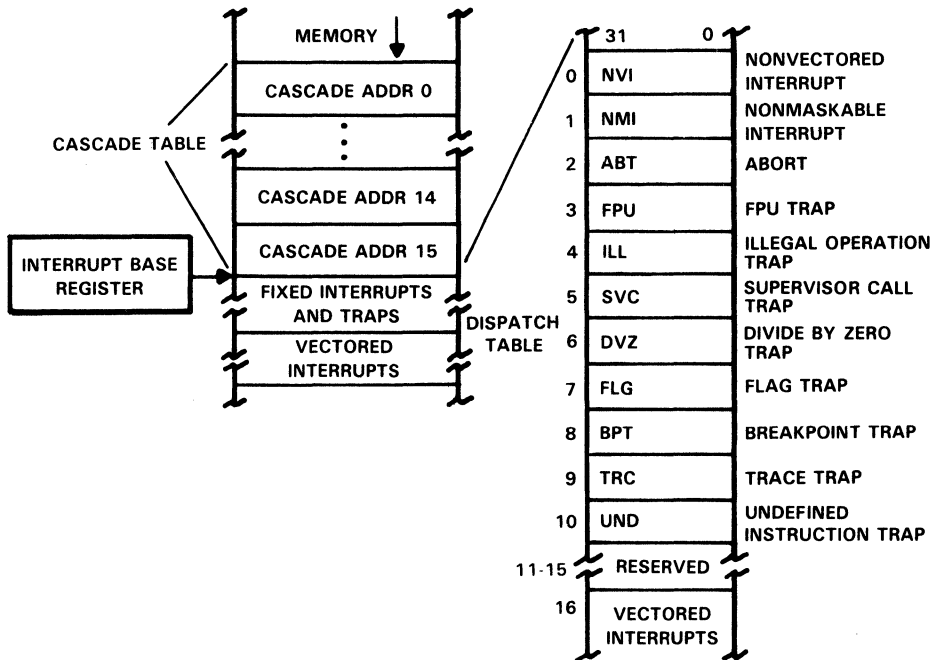 MEMORY
CASCADE ADDR 0
CASCADE TABLE
CASCADE ADDR 14
CASCADE ADDR 15
INTERRUPT BASE
REGISTER
FIXED INTERRUPTS
AND TRAPS
VECTORED
INTERRUPTS
DISPATCH
TABLE
31 0
0 NVI NONVECTORED
INTERRUPT
1 NMI NONMASKABLE
INTERRUPT
2 ABT ABORT
3 FPU FPU TRAP
4 ILL ILLEGAL OPERATION
TRAP
5 SVC SUPERVISOR CALL
TRAP
6 DVZ DIVIDE BY ZERO
TRAP
7 FLG FLAG TRAP
8 BPT BREAKPOINT TRAP
9 TRC TRACE TRAP
10 UND UNDEFINED
INSTRUCTION TRAP
11-15 RESERVED
16 VECTORED
INTERRUPTS